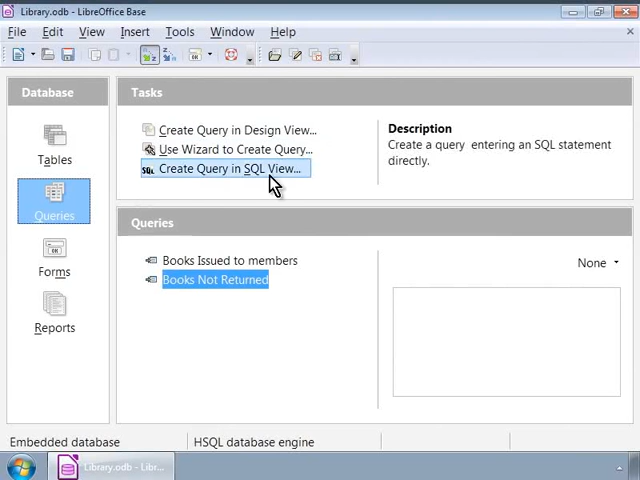 Library.odb - LibreOffice Base
File Edit View Insert Tools Window Help
Database
Tables
Queries
Forms
Reports
Tasks
Create Query in Design View...
Use Wizard to Create Query...
SQL Create Query in SQL View...
Description
Create a query entering an SQL statement
directly.
Queries
Books Issued to members
Books Not Returned
None
Embedded database
HSQL database engine
Library.odb - Libr...